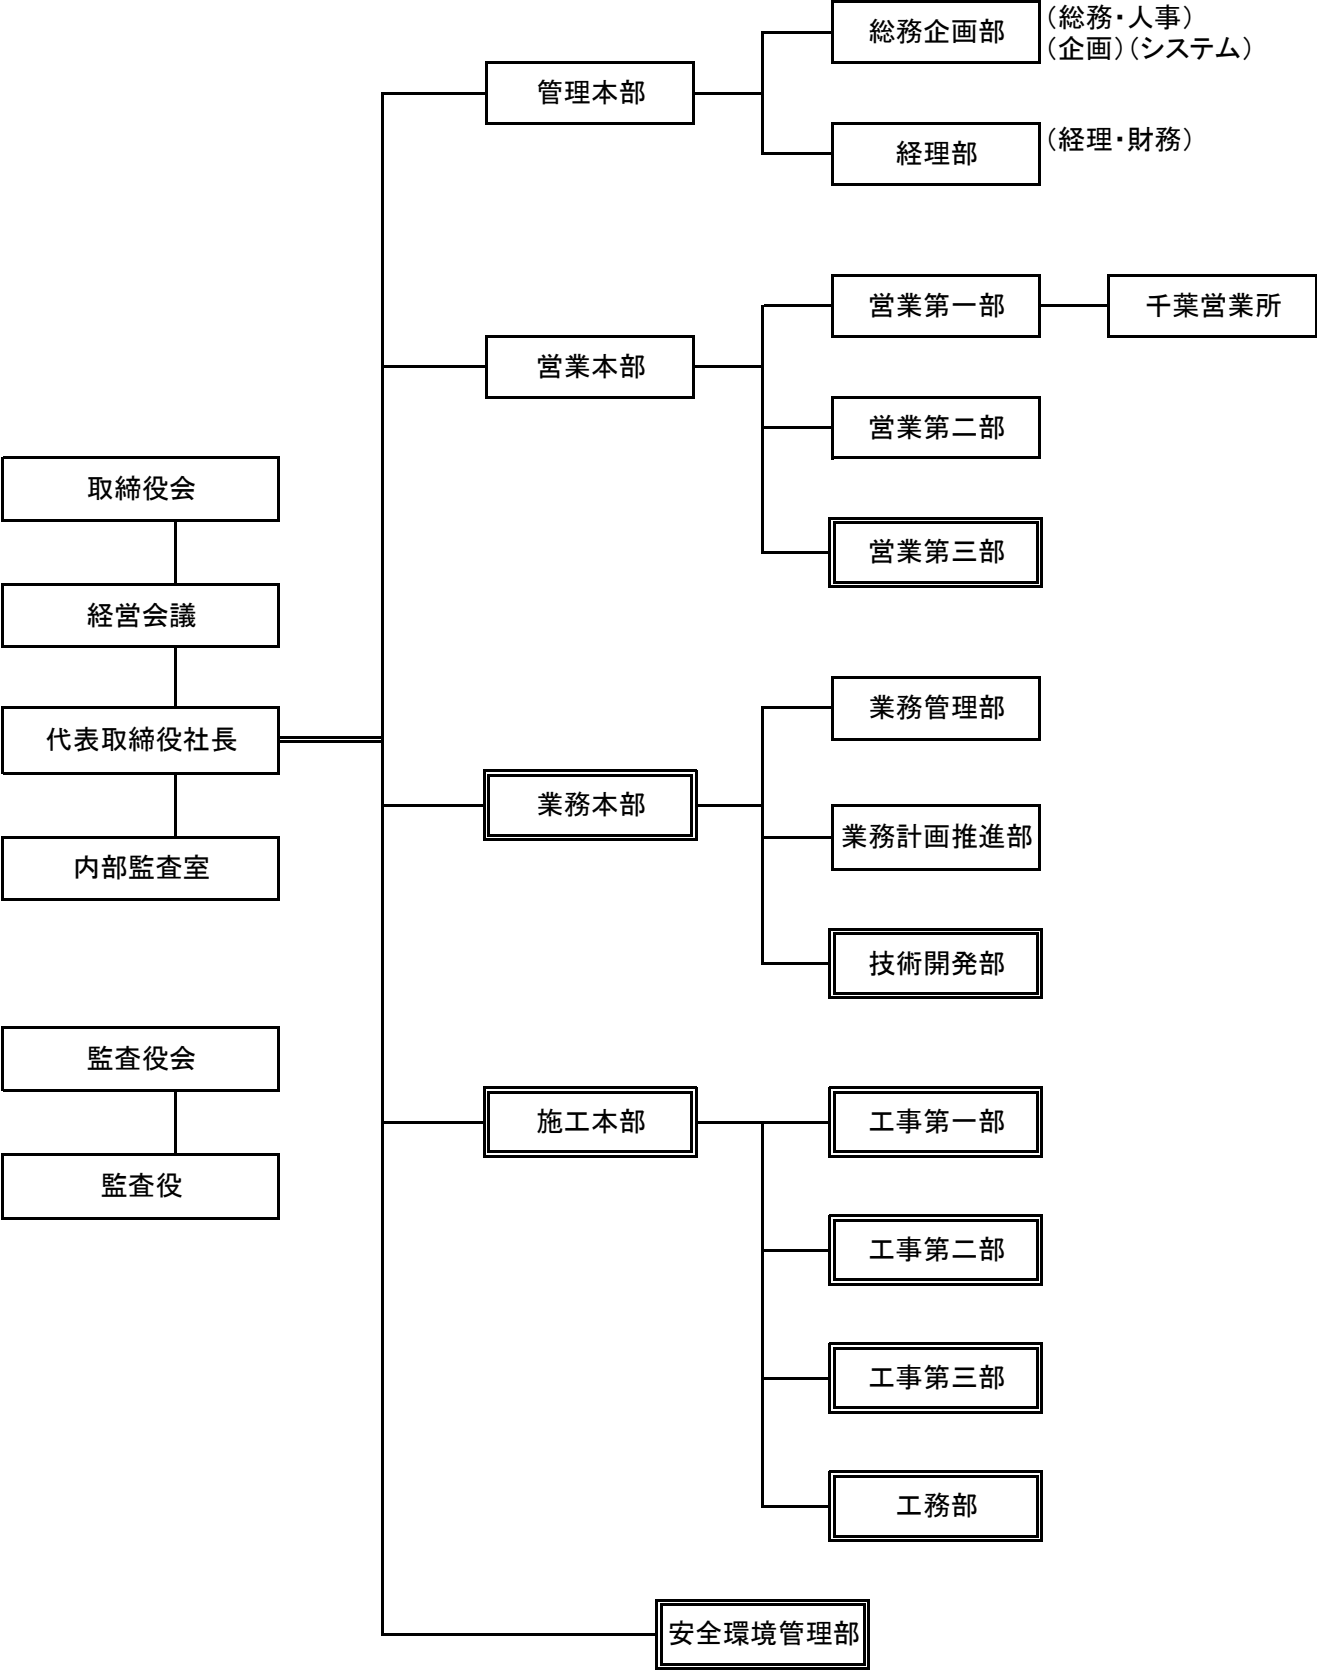 総務企画部
（総務・人事）
（企画）（システム）
管理本部
経理部
（経理・財務）
営業第一部
千葉営業所
営業本部
営業第二部
営業第三部
取締役会
経営会議
代表取締役社長
内部監査室
監査役会
監査役
業務管理部
業務本部
業務計画推進部
技術開発部
施工本部
工事第一部
工事第二部
工事第三部
工務部
安全環境管理部